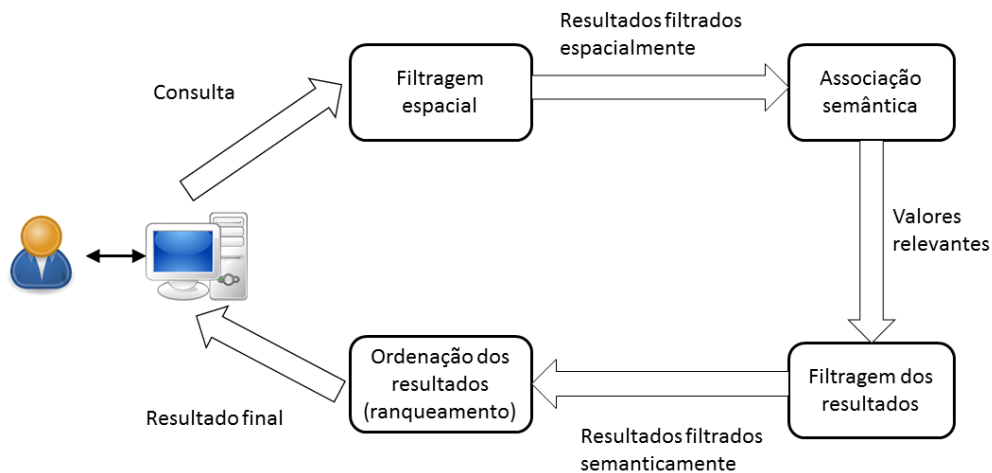 Consulta
Filtragem
espacial
Resultados filtrados
espacialmente
Associação
semântica
Valores
relevantes
Filtragem dos
resultados
Resultados filtrados
semanticamente
Ordenação dos
resultados
(ranqueamento)
Resultado final